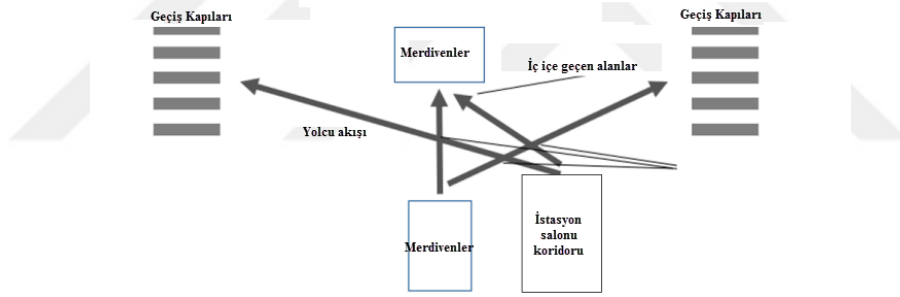 Geçiş Kapıları
Geçiş Kapıları
Merdivenler
İç içe geçen alanlar
Yolcu akışı
Merdivenler
İstasyon
salonu
koridoru